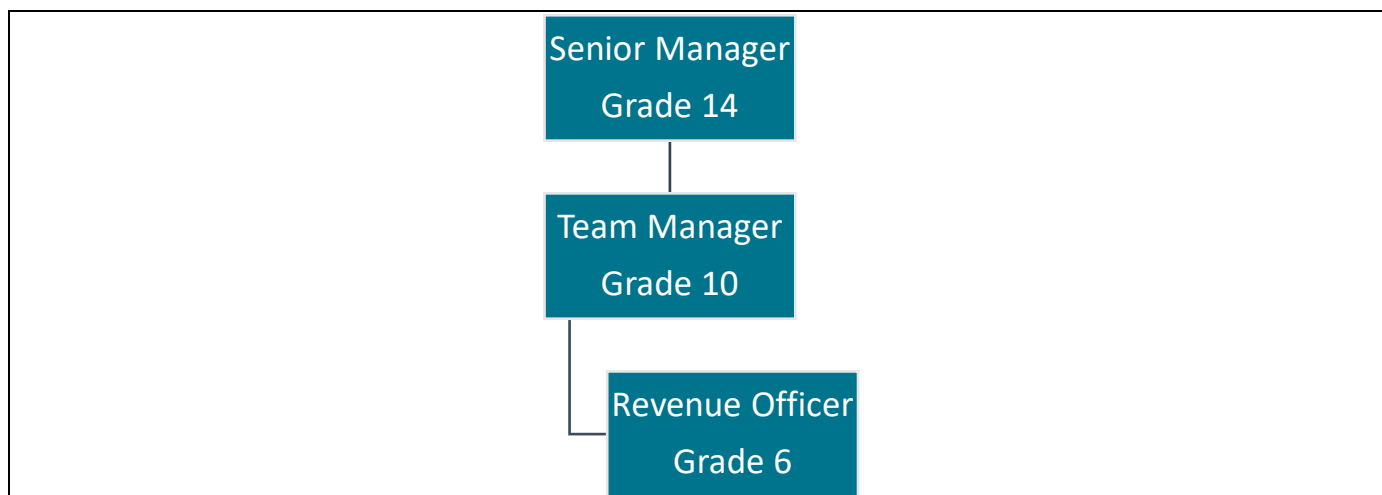 Senior Manager
Grade 14
Team Manager
Grade 10
Revenue Officer
Grade 6